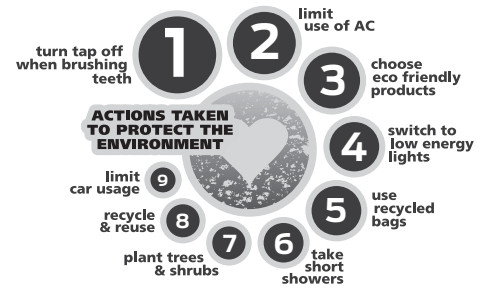 ACTIONS TAKEN
TO PROTECT THE
ENVIRONMENT
1
turn tap off
when brushing
teeth
2
limit
use of AC
3
choose
eco friendly
products
4
switch to
low energy
lights
5
use
recycled
bags
6
take
short
showers
7
plant trees
& shrubs
8
recycle
& reuse
9
limit
car usage